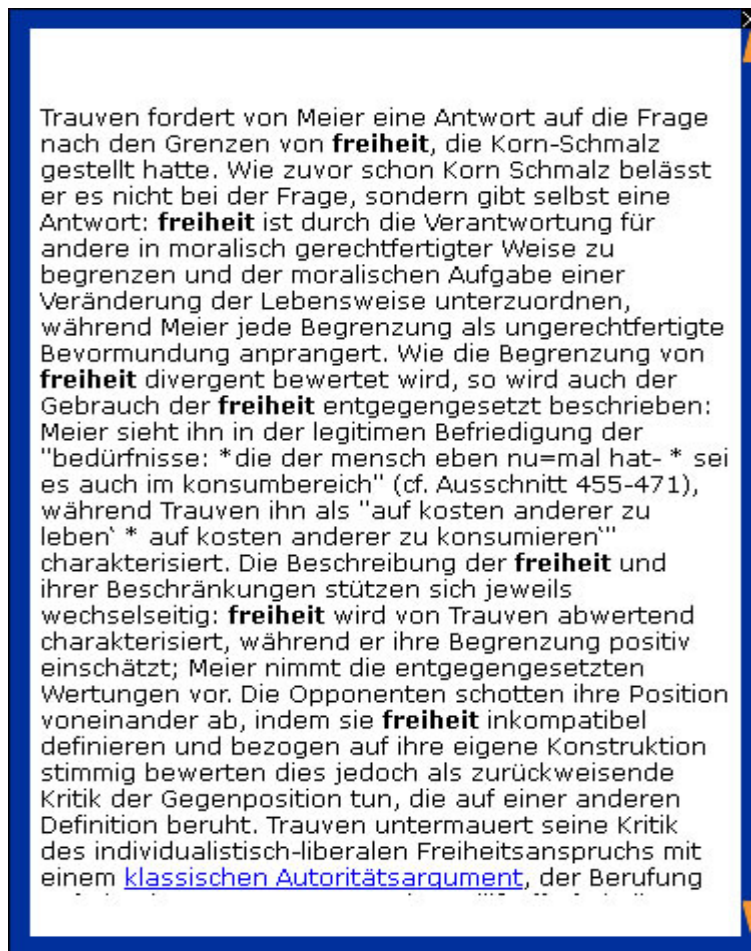 Trauven fordert von Meier eine Antwort auf die Frage
nach den Grenzen von freiheit, die Korn-Schmalz
gestellt hatte. Wie zuvor schon Korn Schmalz belässt
er es nicht bei der Frage, sondern gibt selbst eine
Antwort: freiheit ist durch die Verantwortung für
andere in moralisch gerechtfertigter Weise zu
begrenzen und der moralischen Aufgabe einer
Veränderung der Lebensweise unterzuordnen,
während Meier jede Begrenzung als ungerechtfertigte
Bevormundung anprangert. Wie die Begrenzung von
freiheit divergent bewertet wird, so wird auch der
Gebrauch der freiheit entgegengesetzt beschrieben:
Meier sieht ihn in der legitimen Befriedigung der
"bedürfnisse: *die der mensch eben nu=mal hat- * sei
es auch im konsumbereich" (cf. Ausschnitt 455-471),
während Trauven ihn als "auf kosten anderer zu
leben` * auf kosten anderer zu konsumieren`"
charakterisiert. Die Beschreibung der freiheit und
ihrer Beschränkungen stützen sich jeweils
wechselseitig: freiheit wird von Trauven abwertend
charakterisiert, während er ihre Begrenzung positiv
einschätzt; Meier nimmt die entgegengesetzten
Wertungen vor. Die Opponenten schotten ihre Position
voneinander ab, indem sie freiheit inkompatibel
definieren und bezogen auf ihre eigene Konstruktion
stimmig bewerten dies jedoch als zurückweisende
Kritik der Gegenposition tun, die auf einer anderen
Definition beruht. Trauven untermauert seine Kritik
des individualistisch-liberalen Freiheitsanspruchs mit
einem klassischen Autoritätsargument, der Berufung